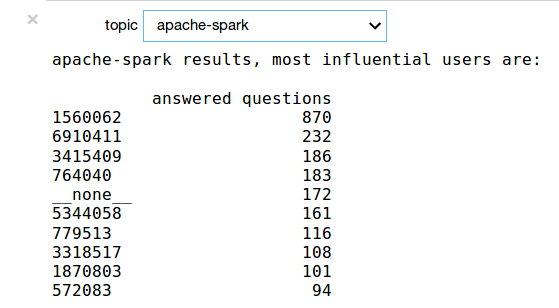 topic apache-spark
apache-spark results, most influential users are:
answered questions
1560062 870
6910411 232
3415409 186
764040 183
__none__ 172
5344058 161
779513 116
3318517 108
1870803 101
572083 94